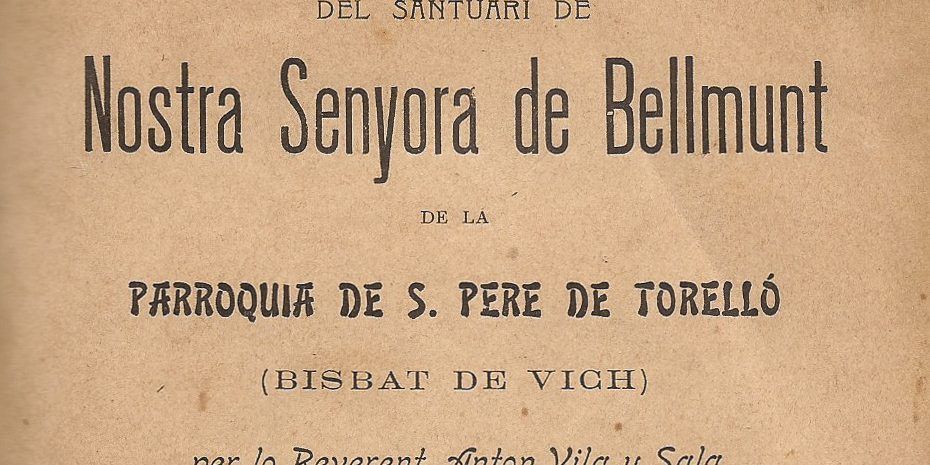 DEL SANTUARI DE
Nostra Senyora de Bellmunt
DE LA
PARROQUIA DE S. PERE DE TORELLÓ
(BISBAT DE VICH)
per lo Reverent Anton Vila y Sala